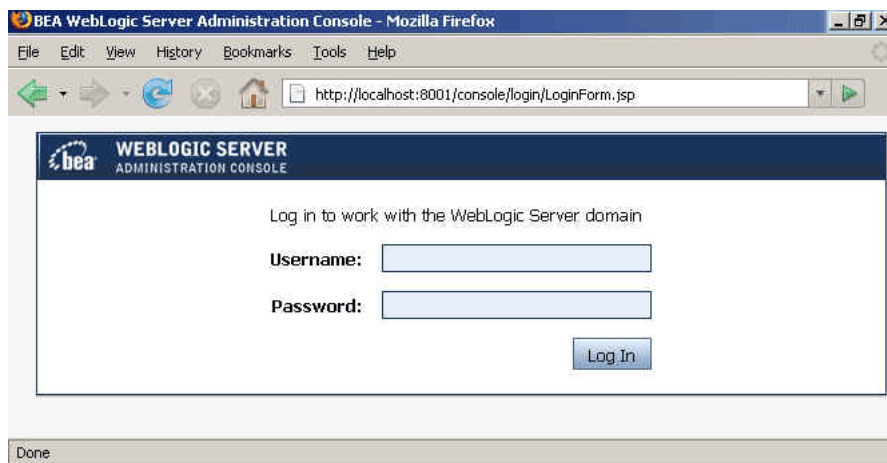 BEA WebLogic Server Administration Console - Mozilla Firefox
File Edit View History Bookmarks Tools Help
http://localhost:8001/console/login/LoginForm.jsp
bea WEBLOGIC SERVER
ADMINISTRATION CONSOLE
Log in to work with the WebLogic Server domain
Username:
Password:
Log In
Done